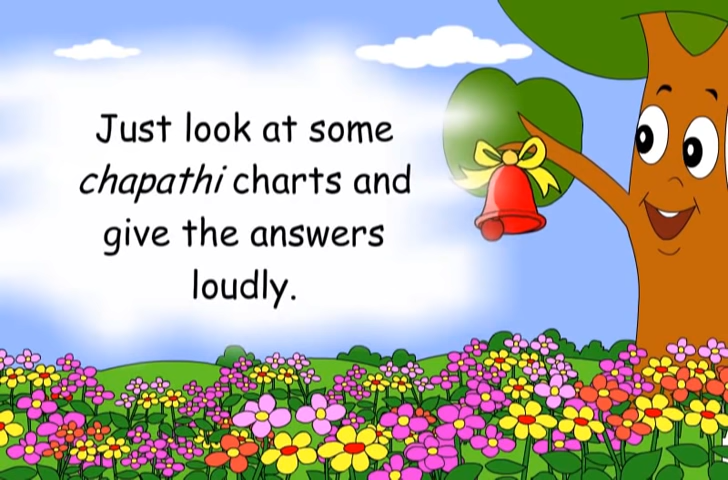 Just look at some
chapathi charts and
give the answers
loudly.